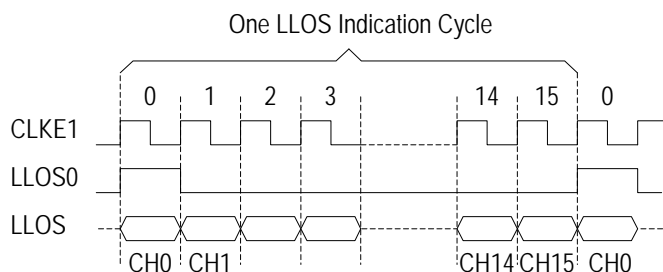 One LLOS Indication Cycle
0 1 2 3 14 15 0
CLKE1
LLOS0
LLOS
CH0 CH1 CH14 CH15 CH0